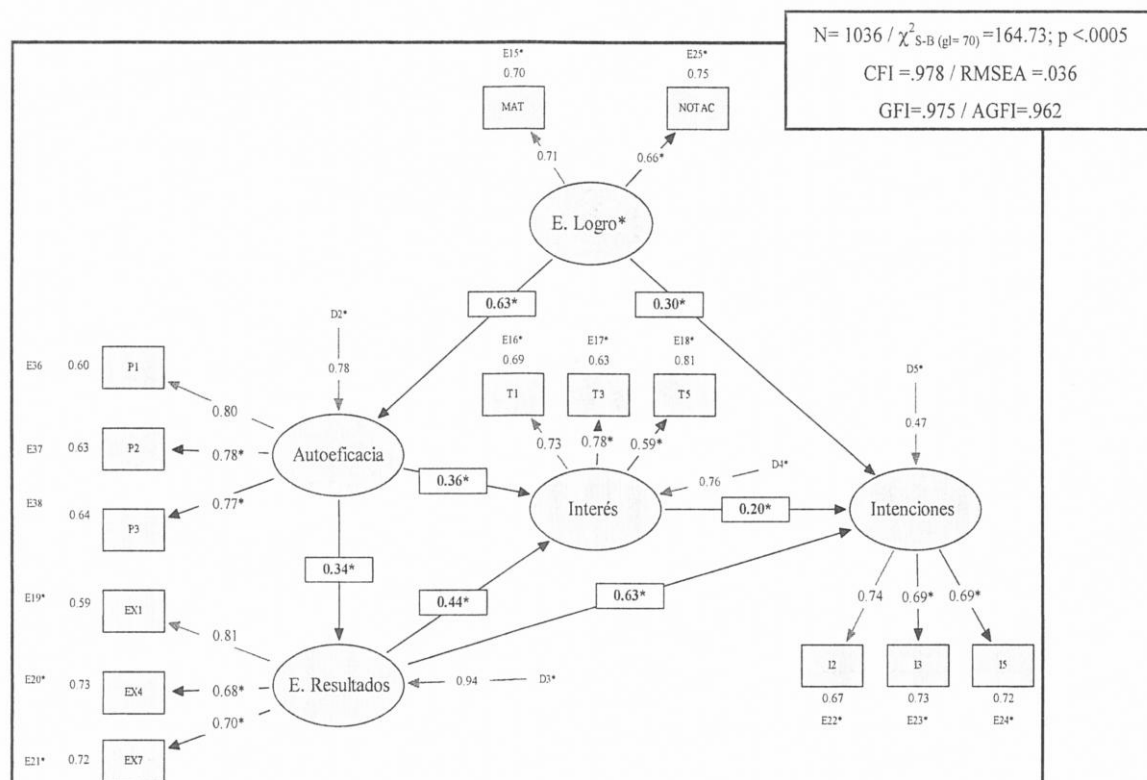 N= 1036 / χ²S-B (gl= 70) =164.73; p <.0005
CFI =.978 / RMSEA =.036
GFI=.975 / AGFI=.962
E15* E25*
0.70 0.75
MAT NOTAC
0.71 0.66*
E. Logro*
0.63* 0.30*
D2* E16* E17* E18*
0.69 0.63 0.81
E36 0.60 P1 0.78 T1 T3 T5 D5*
0.80 0.73 0.78* 0.59* 0.47
E37 0.63 P2 0.78* Autoeficacia D4*
0.36* 0.76
E38 0.64 P3 0.77* Interés 0.20* Intenciones
0.34*
E19* 0.59 EX1 0.44* 0.63* 0.74 0.69* 0.69*
0.81
I2 I3 I5
E20* 0.73 EX4 0.68* E. Resultados 0.94 D3* 0.67 0.73 0.72
0.70* E22* E23* E24*
E21* 0.72 EX7